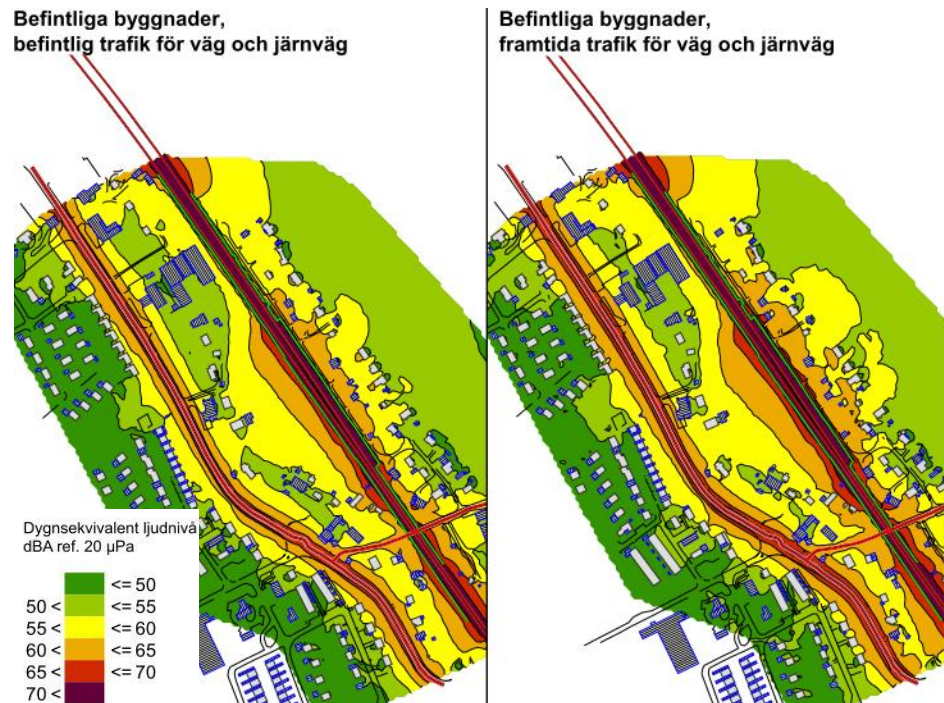 Befintliga byggnader,
befintlig trafik för väg och järnväg
Befintliga byggnader,
framtida trafik för väg och järnväg
Dygnsekvivalent ljudnivå
dBA ref. 20 µPa
<= 50
50 < <= 55
55 < <= 60
60 < <= 65
65 < <= 70
70 <